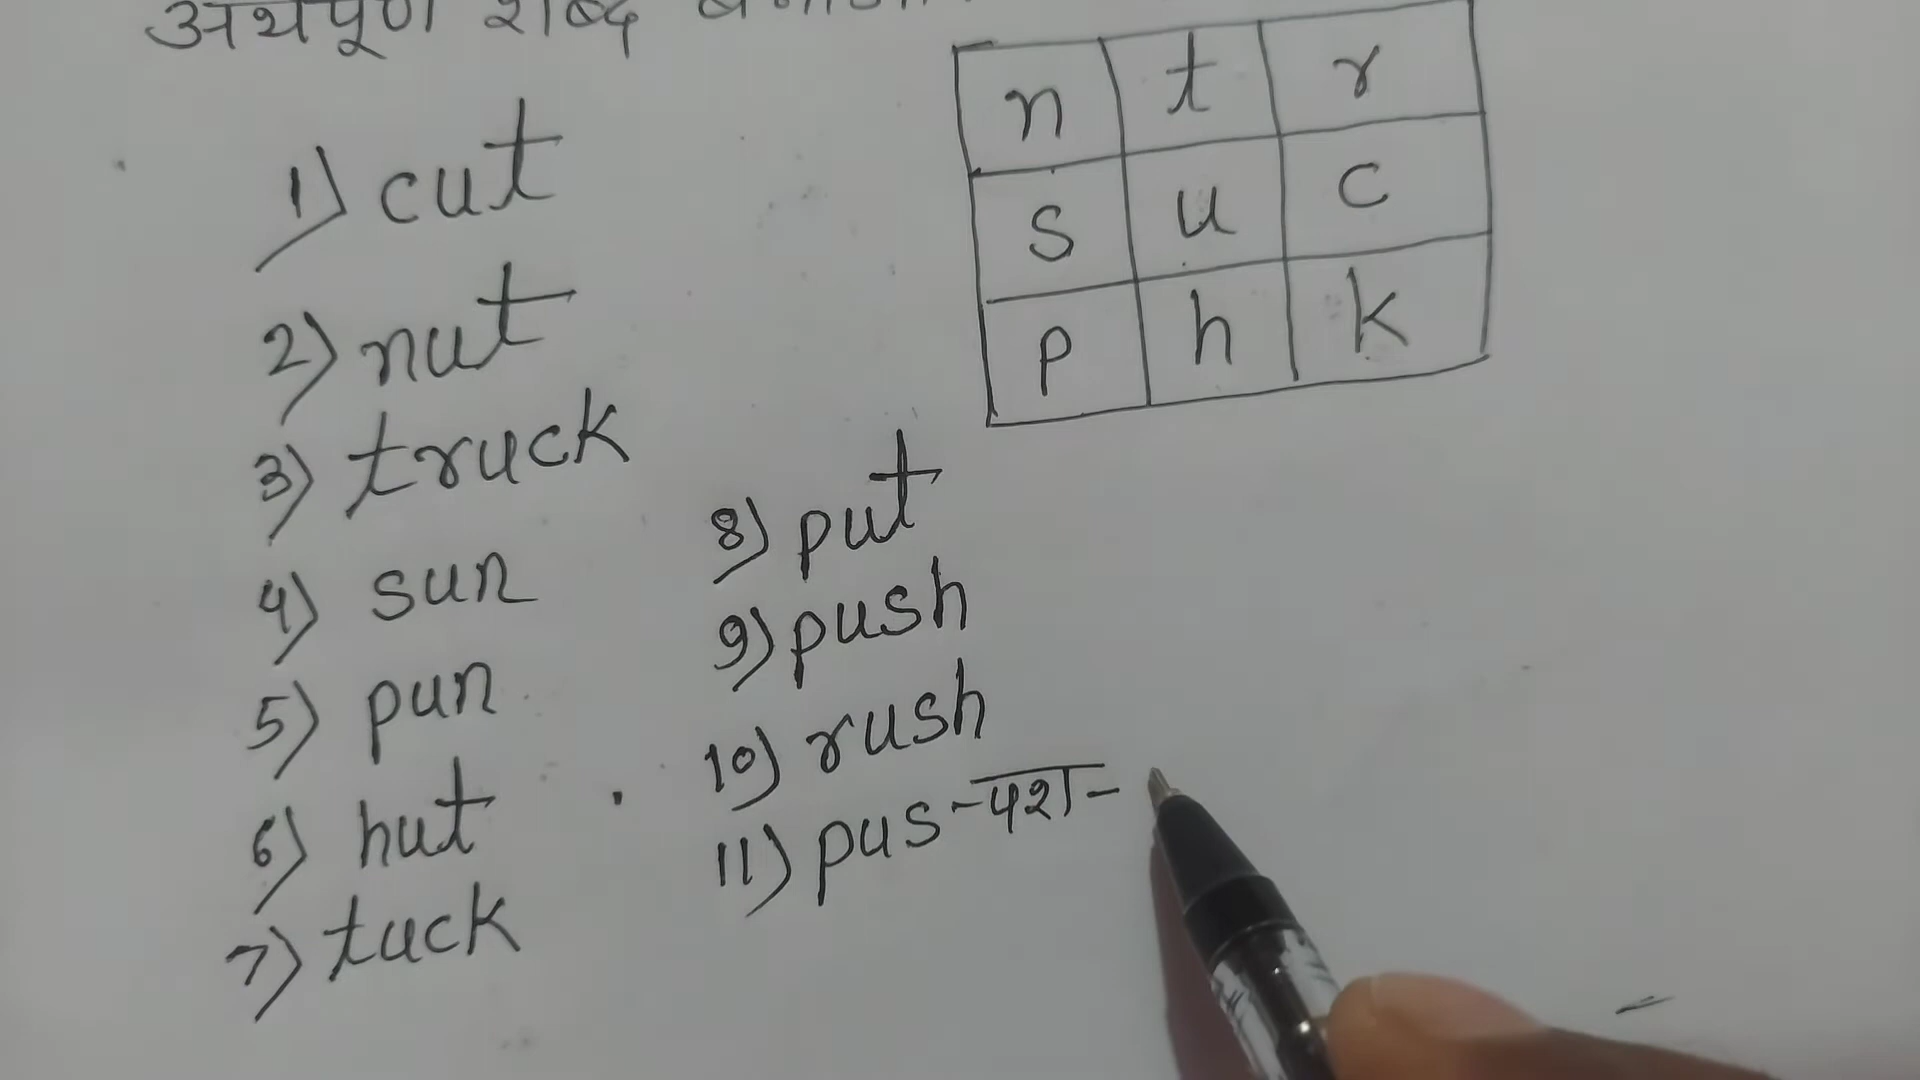 अर्थपूर्ण शब्द
n t r
s u c
p h k
1) cut
2) nut
3) truck
4) sun
5) pun
6) hut
7) tuck
8) put
9) push
10) rush
11) pus -